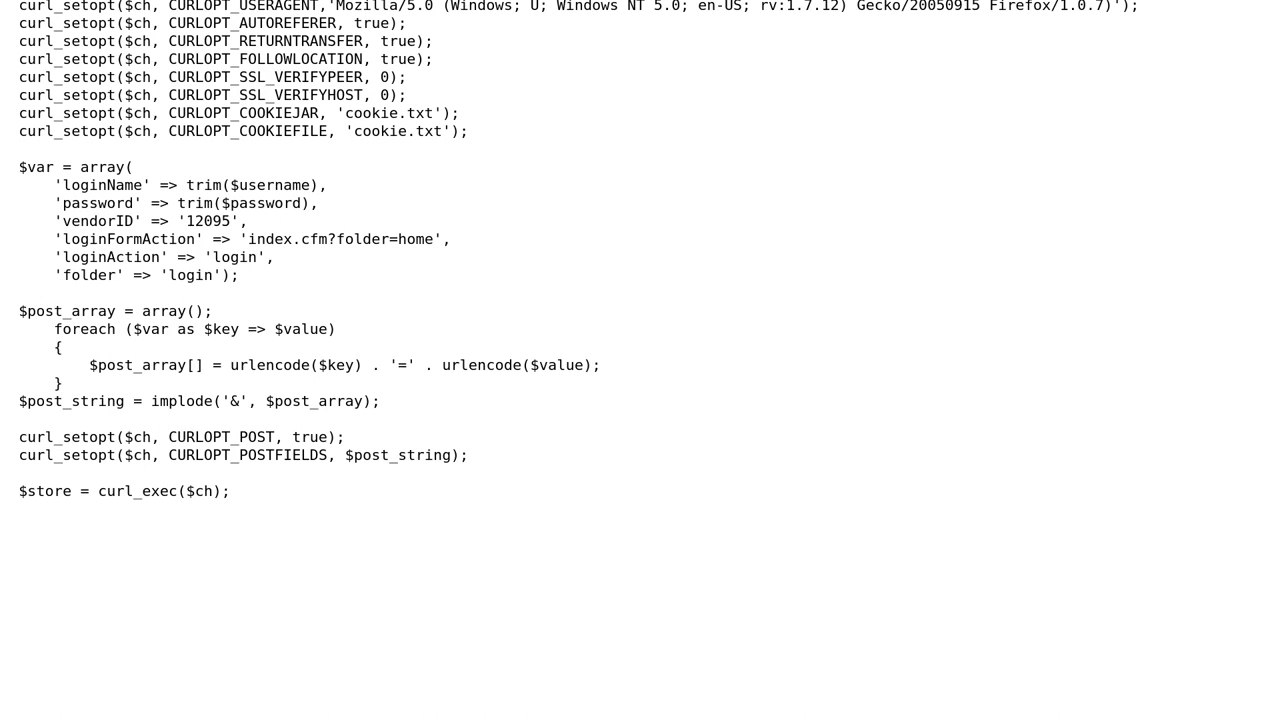 curl_setopt($ch, CURLOPT_USERAGENT,'Mozilla/5.0 (Windows; U; Windows NT 5.0; en-US; rv:1.7.12) Gecko/20050915 Firefox/1.0.7)');
curl_setopt($ch, CURLOPT_AUTOREFERER, true);
curl_setopt($ch, CURLOPT_RETURNTRANSFER, true);
curl_setopt($ch, CURLOPT_FOLLOWLOCATION, true);
curl_setopt($ch, CURLOPT_SSL_VERIFYPEER, 0);
curl_setopt($ch, CURLOPT_SSL_VERIFYHOST, 0);
curl_setopt($ch, CURLOPT_COOKIEJAR, 'cookie.txt');
curl_setopt($ch, CURLOPT_COOKIEFILE, 'cookie.txt');

$var = array(
    'loginName' => trim($username),
    'password' => trim($password),
    'vendorID' => '12095',
    'loginFormAction' => 'index.cfm?folder=home',
    'loginAction' => 'login',
    'folder' => 'login');

$post_array = array();
    foreach ($var as $key => $value)
    {
        $post_array[] = urlencode($key) . '=' . urlencode($value);
    }
$post_string = implode('&', $post_array);

curl_setopt($ch, CURLOPT_POST, true);
curl_setopt($ch, CURLOPT_POSTFIELDS, $post_string);

$store = curl_exec($ch);